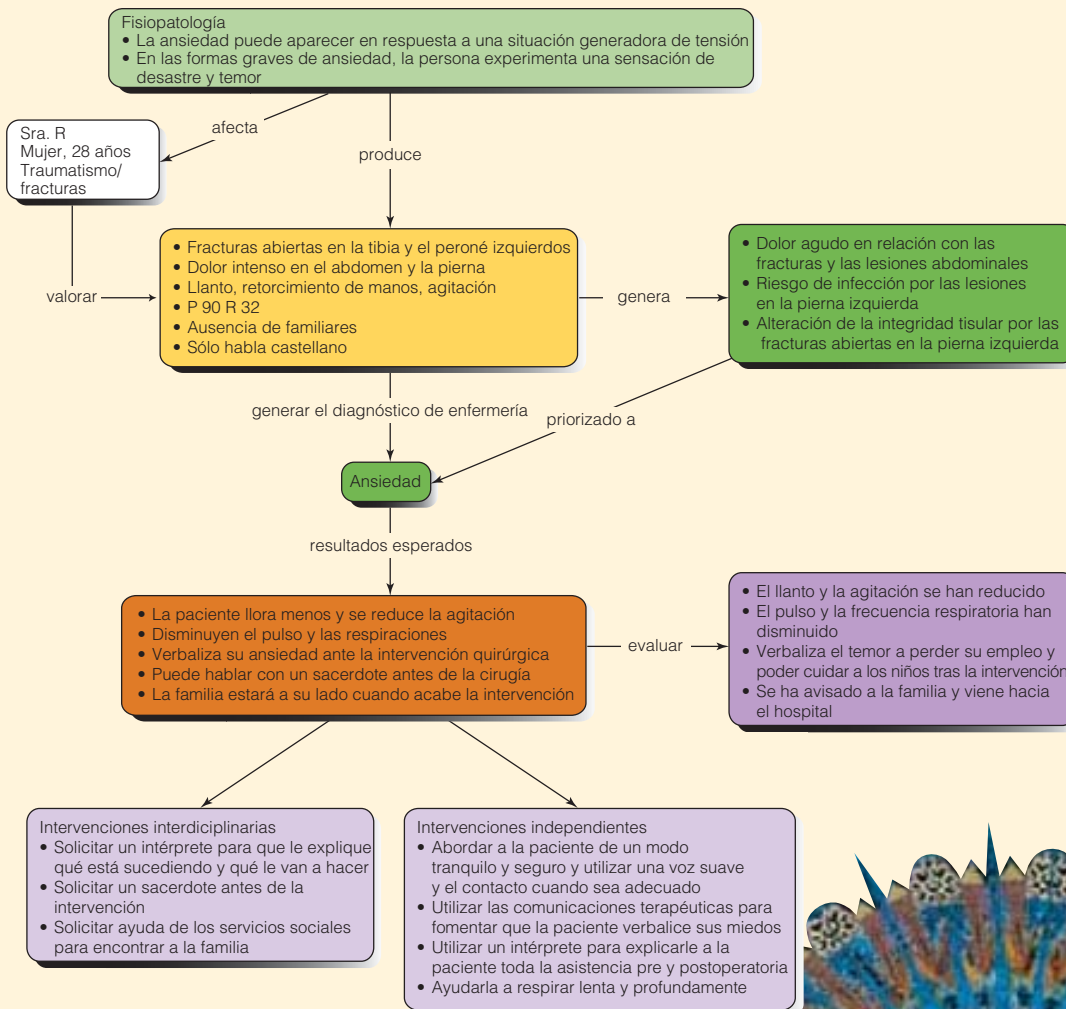 Fisiopatología
• La ansiedad puede aparecer en respuesta a una situación generadora de tensión
• En las formas graves de ansiedad, la persona experimenta una sensación de
desastre y temor
afecta
produce
Sra. R
Mujer, 28 años
Traumatismo/
fracturas
valorar
• Fracturas abiertas en la tibia y el peroné izquierdos
• Dolor intenso en el abdomen y la pierna
• Llanto, retorcimiento de manos, agitación
• P 90 R 32
• Ausencia de familiares
• Sólo habla castellano
genera
• Dolor agudo en relación con las
fracturas y las lesiones abdominales
• Riesgo de infección por las lesiones
en la pierna izquierda
• Alteración de la integridad tisular por las
fracturas abiertas en la pierna izquierda
generar el diagnóstico de enfermería
priorizado a
Ansiedad
resultados esperados
• La paciente llora menos y se reduce la agitación
• Disminuyen el pulso y las respiraciones
• Verbaliza su ansiedad ante la intervención quirúrgica
• Puede hablar con un sacerdote antes de la cirugía
• La familia estará a su lado cuando acabe la intervención
evaluar
• El llanto y la agitación se han reducido
• El pulso y la frecuencia respiratoria han
disminuido
• Verbaliza el temor a perder su empleo y
poder cuidar a los niños tras la intervención
• Se ha avisado a la familia y viene hacia
el hospital
Intervenciones interdiciplinarias
• Solicitar un intérprete para que le explique
qué está sucediendo y qué le van a hacer
• Solicitar un sacerdote antes de la
intervención
• Solicitar ayuda de los servicios sociales
para encontrar a la familia
Intervenciones independientes
• Abordar a la paciente de un modo
tranquilo y seguro y utilizar una voz suave
y el contacto cuando sea adecuado
• Utilizar las comunicaciones terapéuticas para
fomentar que la paciente verbalice sus miedos
• Utilizar un intérprete para explicarle a la
paciente toda la asistencia pre y postoperatoria
• Ayudarla a respirar lenta y profundamente